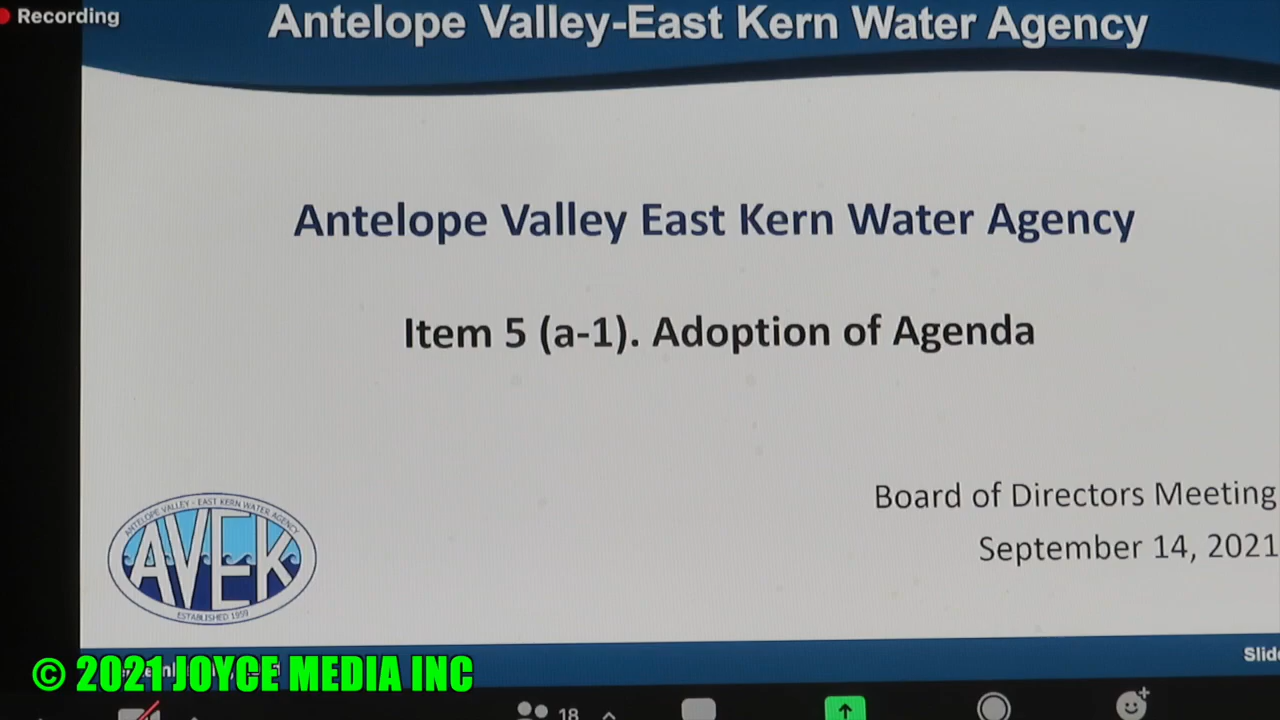 Recording
Antelope Valley-East Kern Water Agency
Antelope Valley East Kern Water Agency
Item 5 (a-1). Adoption of Agenda
Board of Directors Meeting
September 14, 2021
ANTELOPE VALLEY - EAST KERN WATER AGENCY
AVEK
ESTABLISHED 1959
© 2021 JOYCE MEDIA INC
18